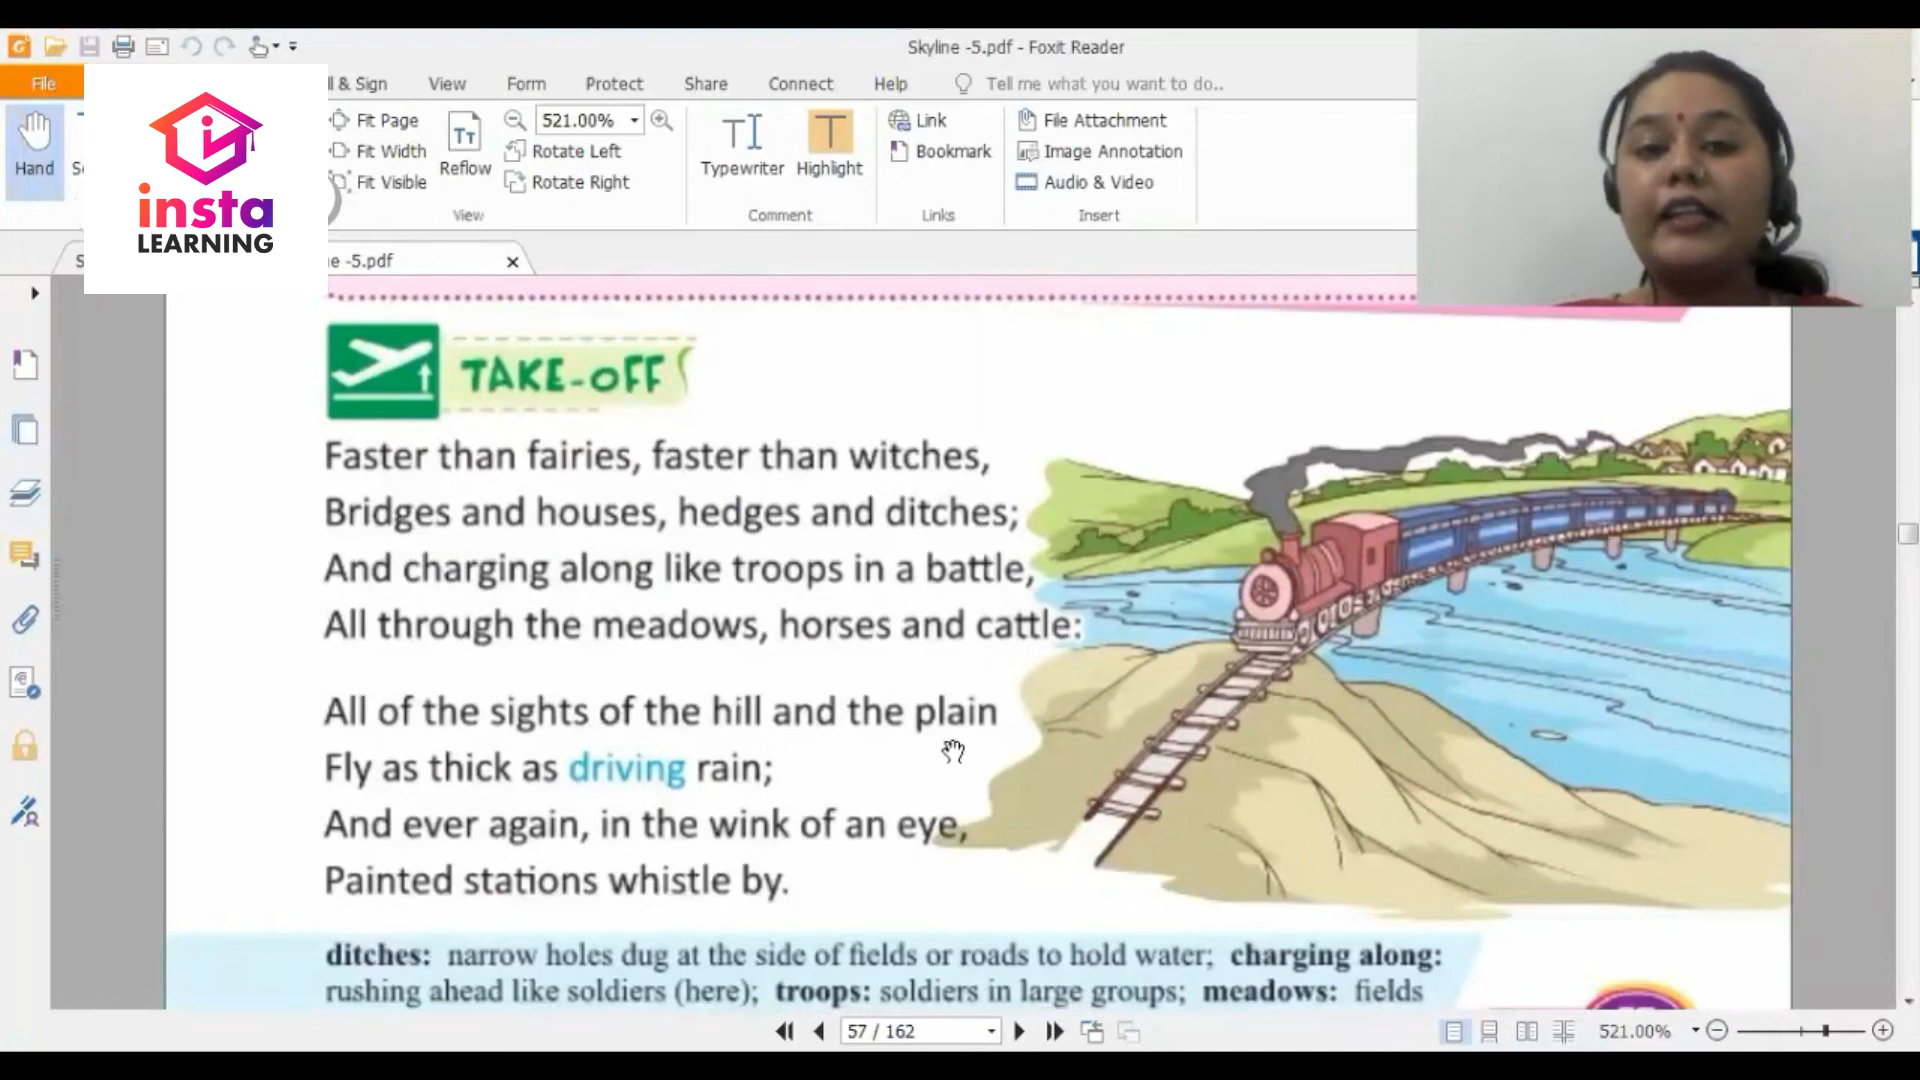 Skyline -5.pdf - Foxit Reader
File
ll & Sign View Form Protect Share Connect Help Tell me what you want to do..
Hand
Fit Page
Fit Width
Fit Visible
Reflow
521.00%
Rotate Left
Rotate Right
View
Typewriter Highlight
Comment
Link
Bookmark
Links
File Attachment
Image Annotation
Audio & Video
Insert
insta
LEARNING
e -5.pdf
TAKE-OFF
Faster than fairies, faster than witches,
Bridges and houses, hedges and ditches;
And charging along like troops in a battle,
All through the meadows, horses and cattle:
All of the sights of the hill and the plain
Fly as thick as driving rain;
And ever again, in the wink of an eye,
Painted stations whistle by.
ditches: narrow holes dug at the side of fields or roads to hold water; charging along:
rushing ahead like soldiers (here); troops: soldiers in large groups; meadows: fields
57 / 162
521.00%